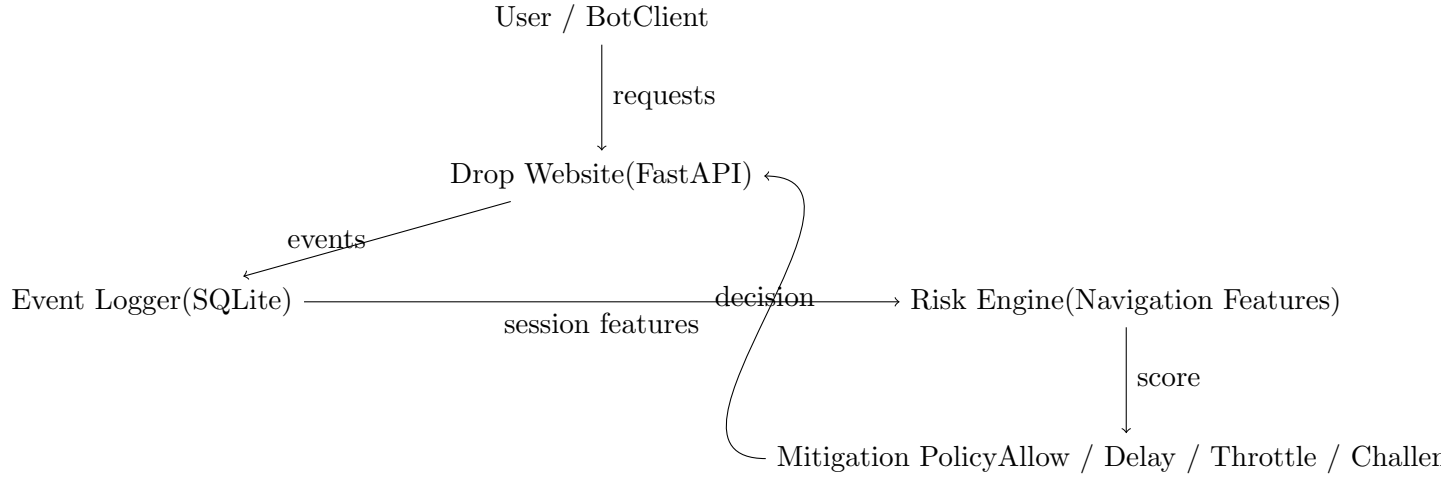 User / BotClient
requests
Drop Website(FastAPI)
events
Event Logger(SQLite)
decision
Risk Engine(Navigation Features)
session features
score
Mitigation PolicyAllow / Delay / Throttle /